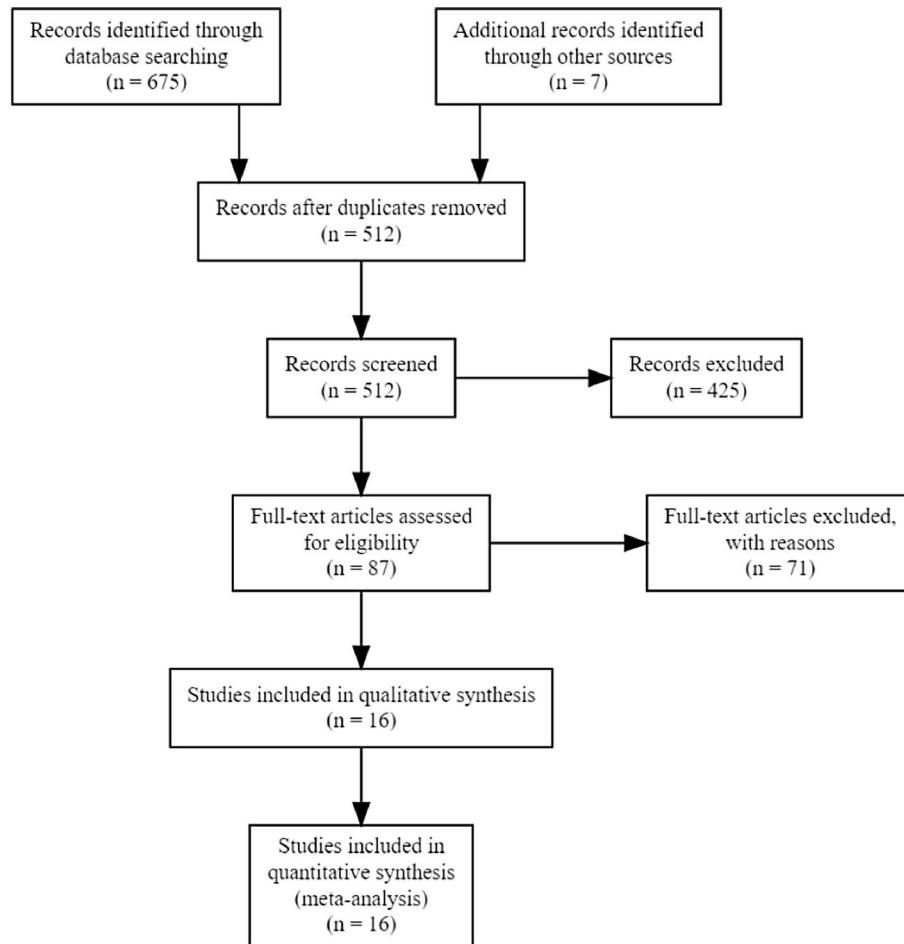 Records identified through
database searching
(n = 675)
Additional records identified
through other sources
(n = 7)
Records after duplicates removed
(n = 512)
Records screened
(n = 512)
Records excluded
(n = 425)
Full-text articles assessed
for eligibility
(n = 87)
Full-text articles excluded,
with reasons
(n = 71)
Studies included in qualitative synthesis
(n = 16)
Studies included in
quantitative synthesis
(meta-analysis)
(n = 16)